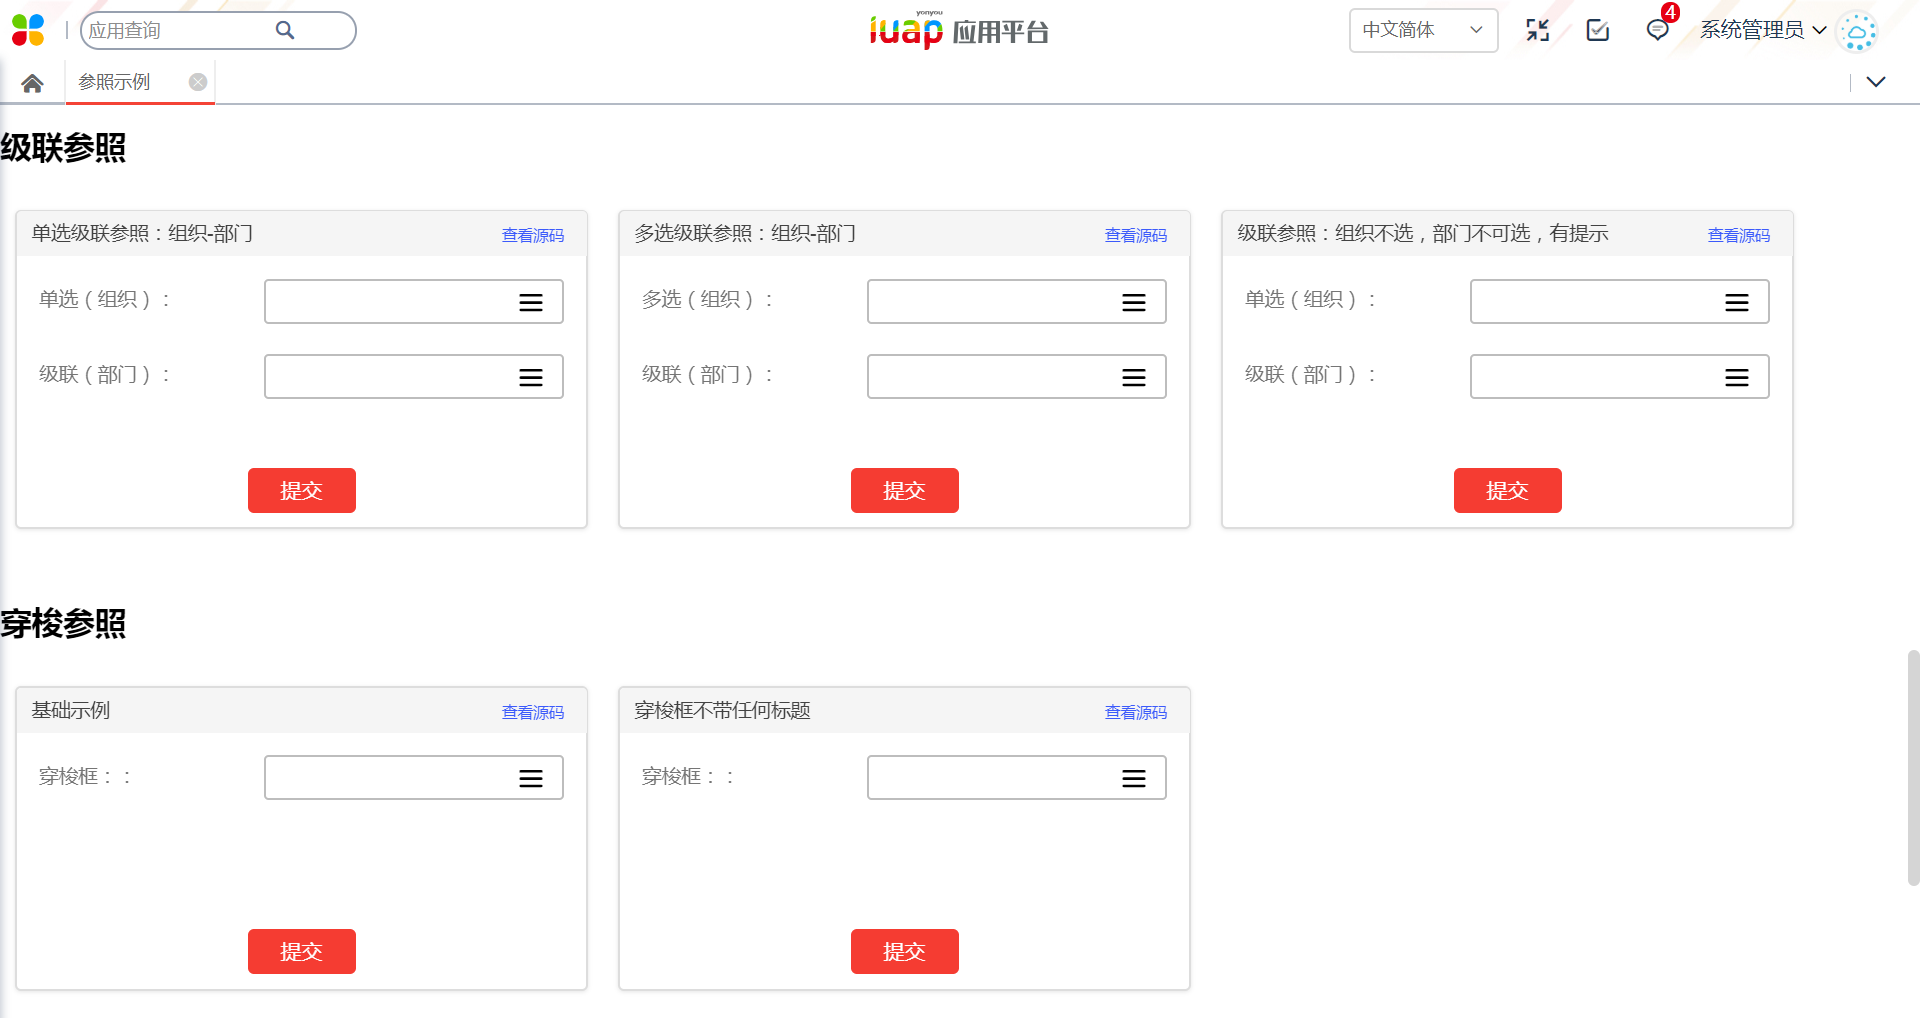 应用查询
yonyou
iuap 应用平台
中文简体
4
系统管理员
参照示例
级联参照
单选级联参照：组织-部门 查看源码
单选（组织）：
级联（部门）：
提交
多选级联参照：组织-部门 查看源码
多选（组织）：
级联（部门）：
提交
级联参照：组织不选，部门不可选，有提示 查看源码
单选（组织）：
级联（部门）：
提交
穿梭参照
基础示例 查看源码
穿梭框：：
提交
穿梭框不带任何标题 查看源码
穿梭框：：
提交